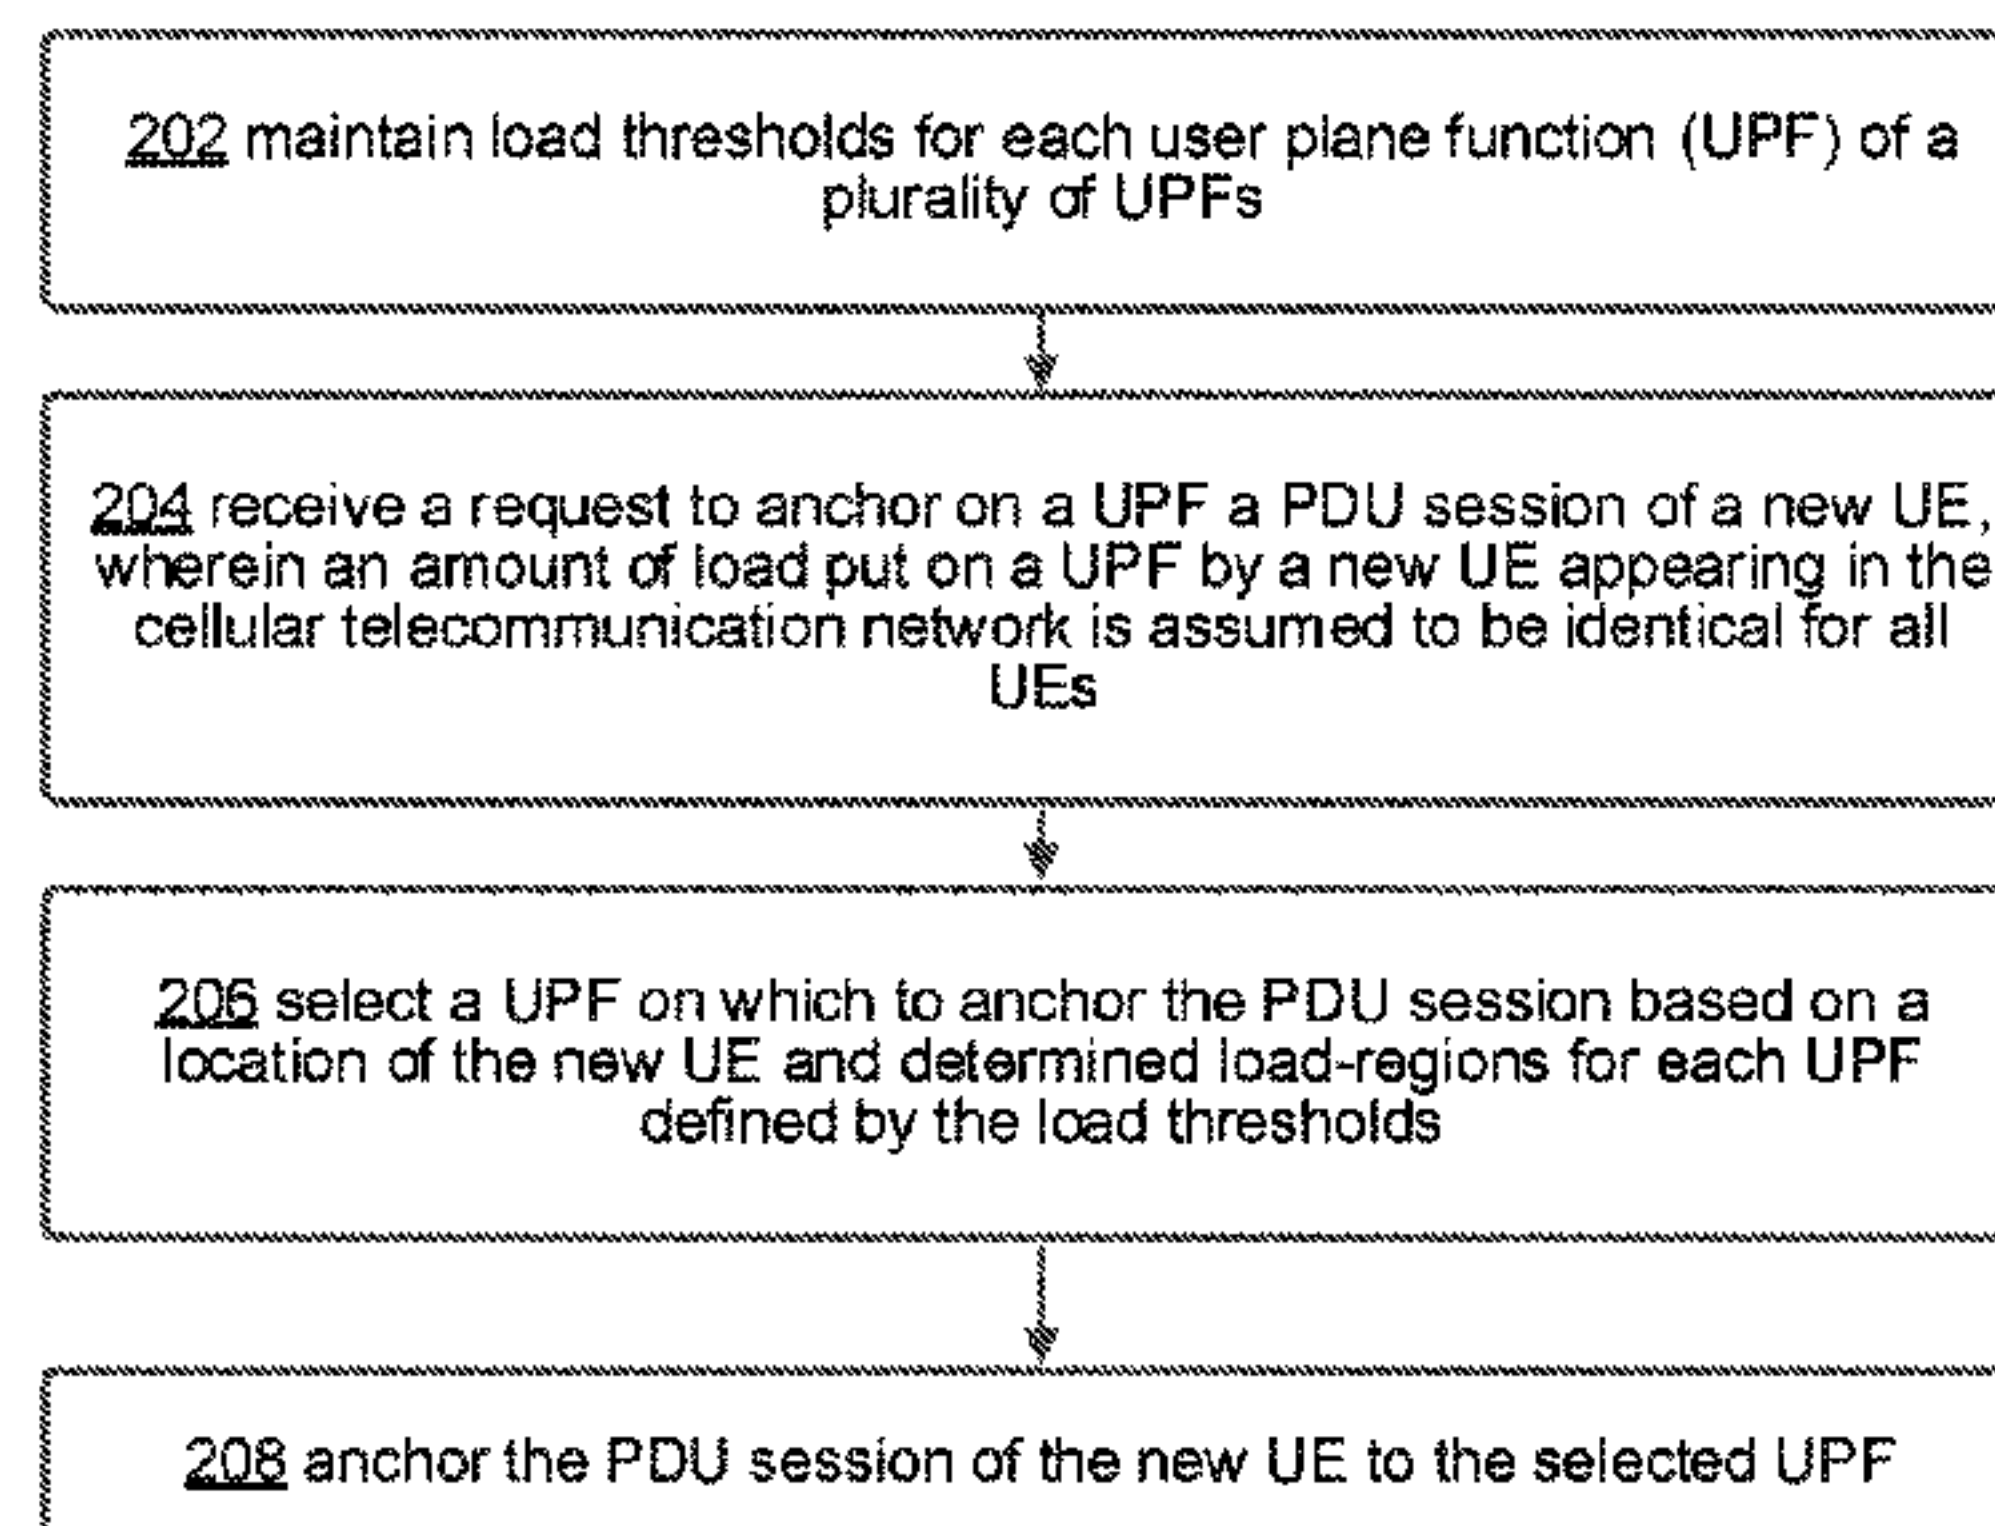 202 maintain load thresholds for each user plane function (UPF) of a
plurality of UPFs
204 receive a request to anchor on a UPF a PDU session of a new UE,
wherein an amount of load put on a UPF by a new UE appearing in the
cellular telecommunication network is assumed to be identical for all
UEs
206 select a UPF on which to anchor the PDU session based on a
location of the new UE and determined load-regions for each UPF
defined by the load thresholds
208 anchor the PDU session of the new UE to the selected UPF